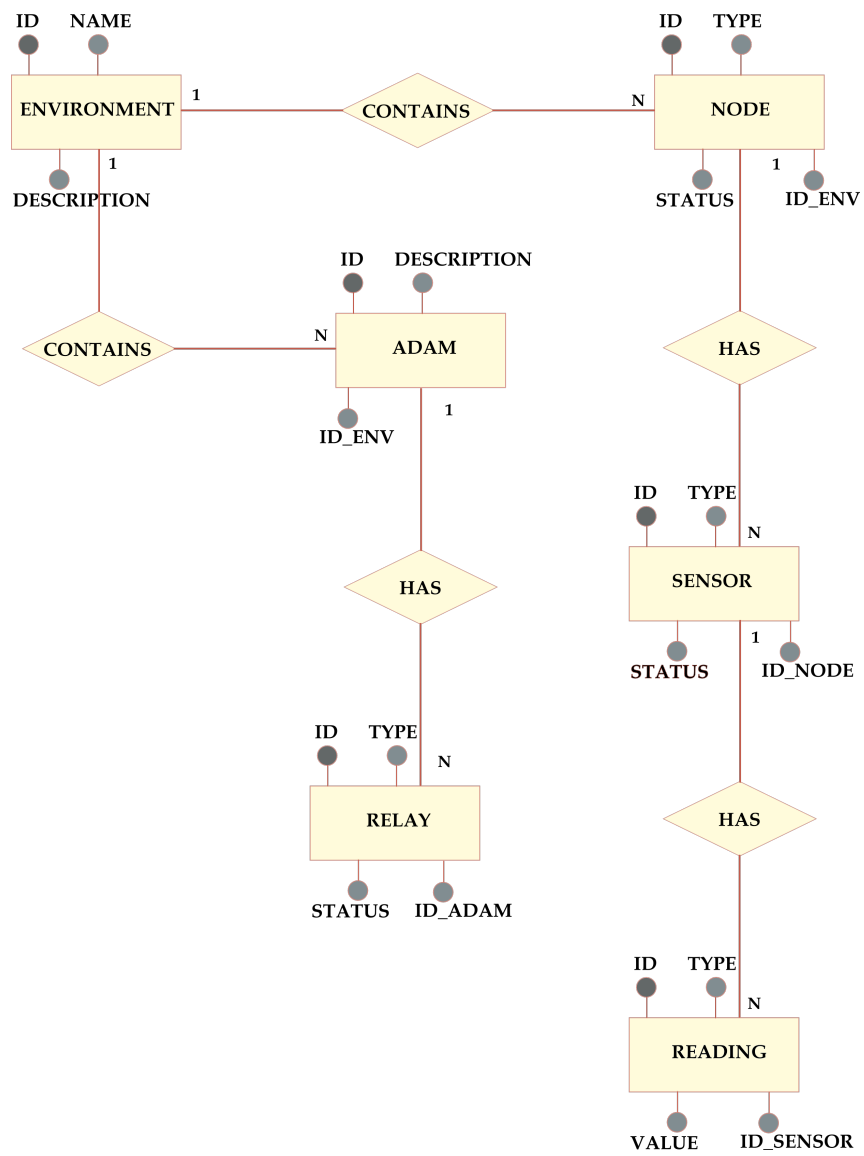 ID NAME
ID TYPE
ENVIRONMENT
1
CONTAINS
N
NODE
1
DESCRIPTION
1
STATUS
ID_ENV
ID DESCRIPTION
CONTAINS
N
ADAM
HAS
ID_ENV
1
ID TYPE
N
HAS
SENSOR
1
STATUS
ID_NODE
ID TYPE
N
RELAY
HAS
STATUS
ID_ADAM
ID TYPE
N
READING
VALUE
ID_SENSOR